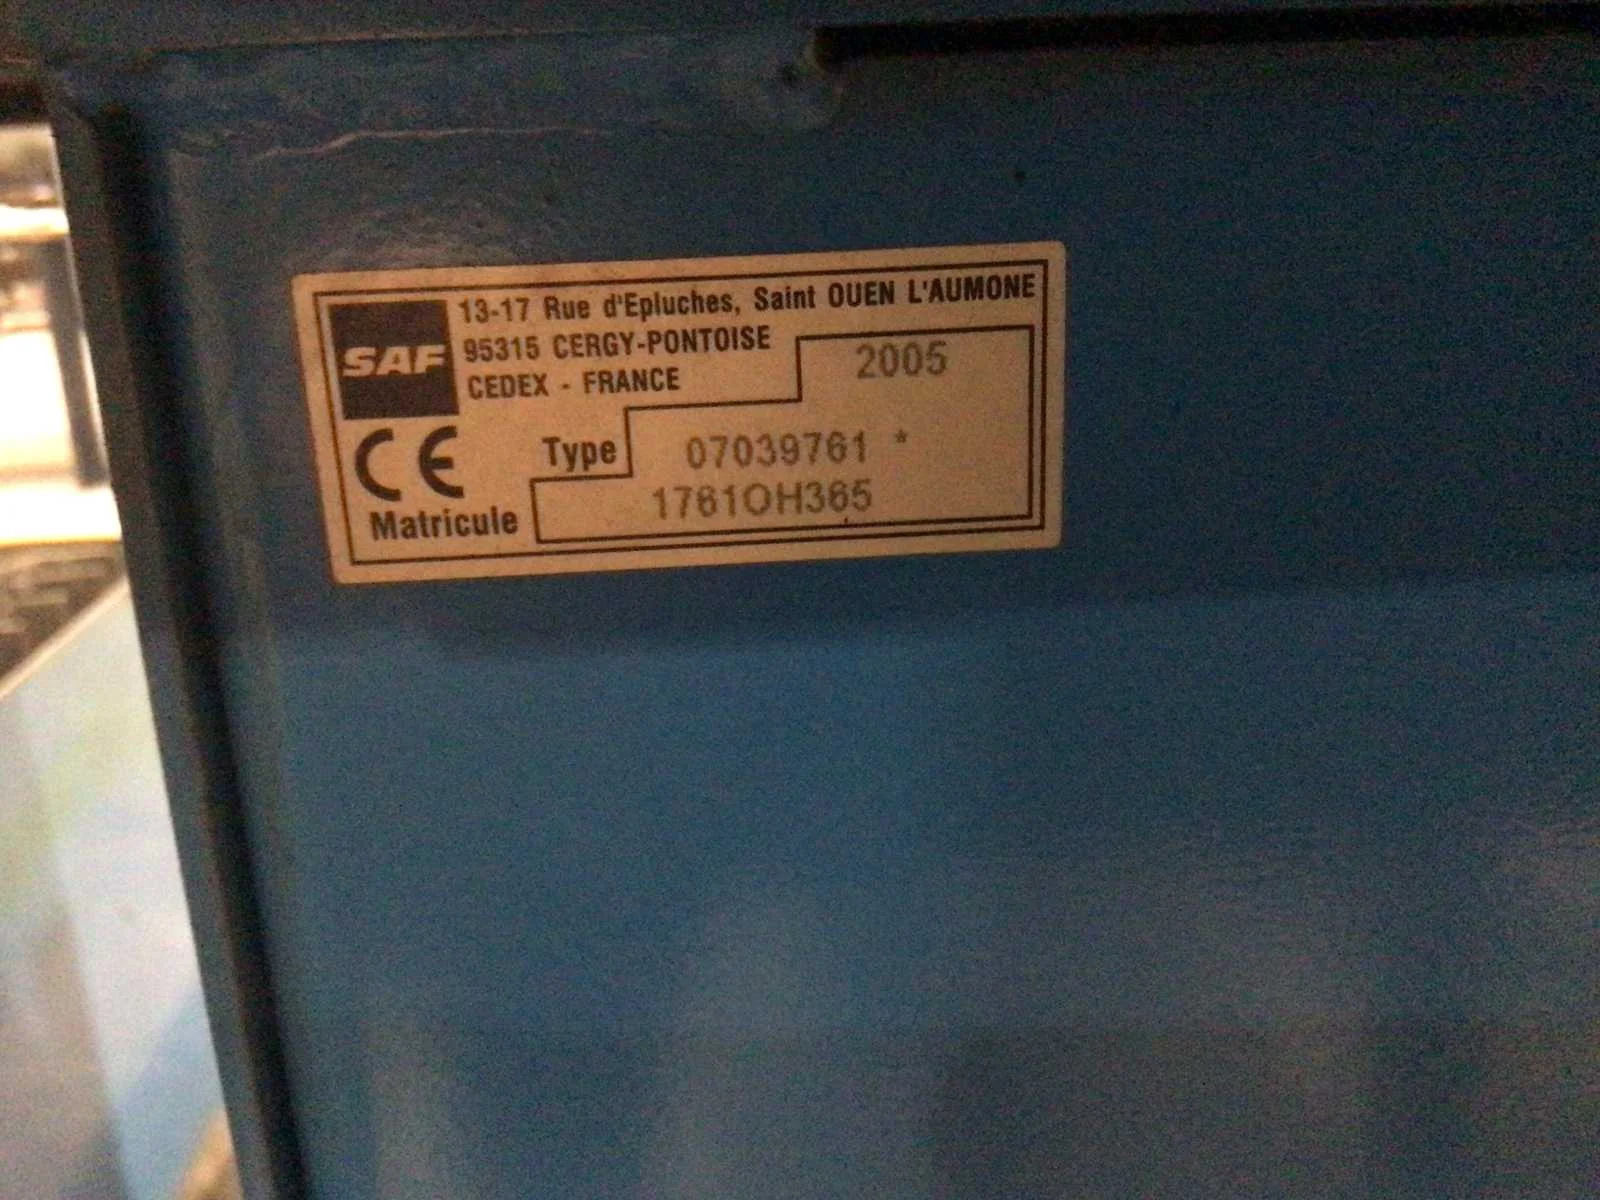 SAF
13-17 Rue d'Epluches, Saint OUEN L'AUMONE
95315 CERGY-PONTOISE
CEDEX - FRANCE
2005
CE
Type 07039761 *
Matricule 1761OH365